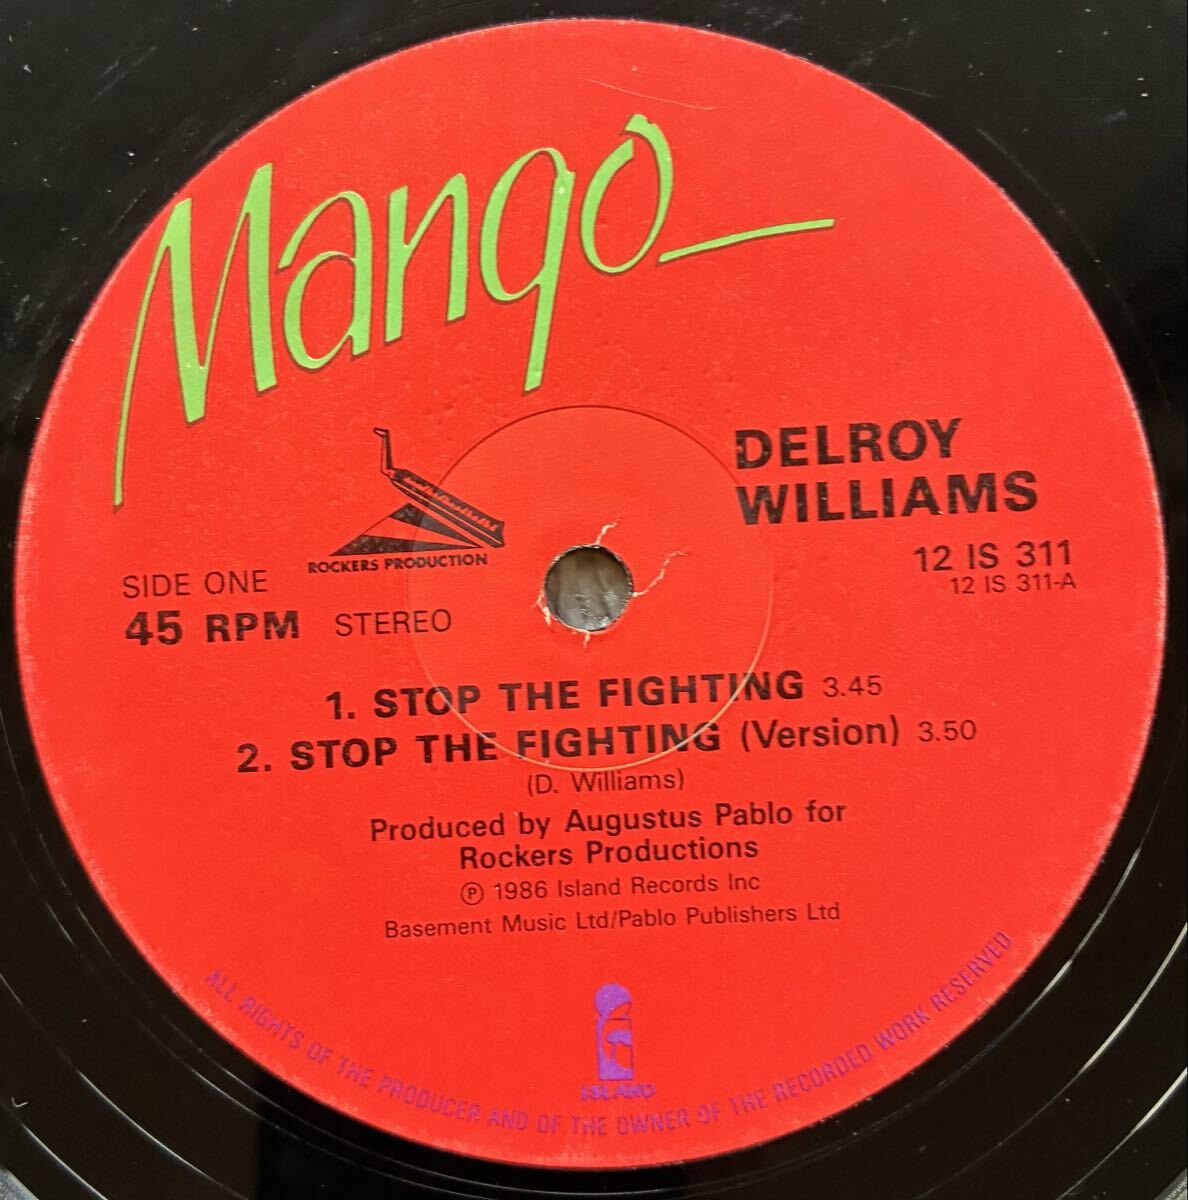 Mango
DELROY
WILLIAMS
ROCKERS PRODUCTION
12 IS 311
12 IS 311-A
SIDE ONE
45 RPM STEREO
1. STOP THE FIGHTING 3.45
2. STOP THE FIGHTING (Version) 3.50
(D. Williams)
Produced by Augustus Pablo for
Rockers Productions
℗ 1986 Island Records Inc
Basement Music Ltd/Pablo Publishers Ltd
ISLAND
ALL RIGHTS OF THE PRODUCER AND OF THE OWNER OF THE RECORDED WORK RESERVED